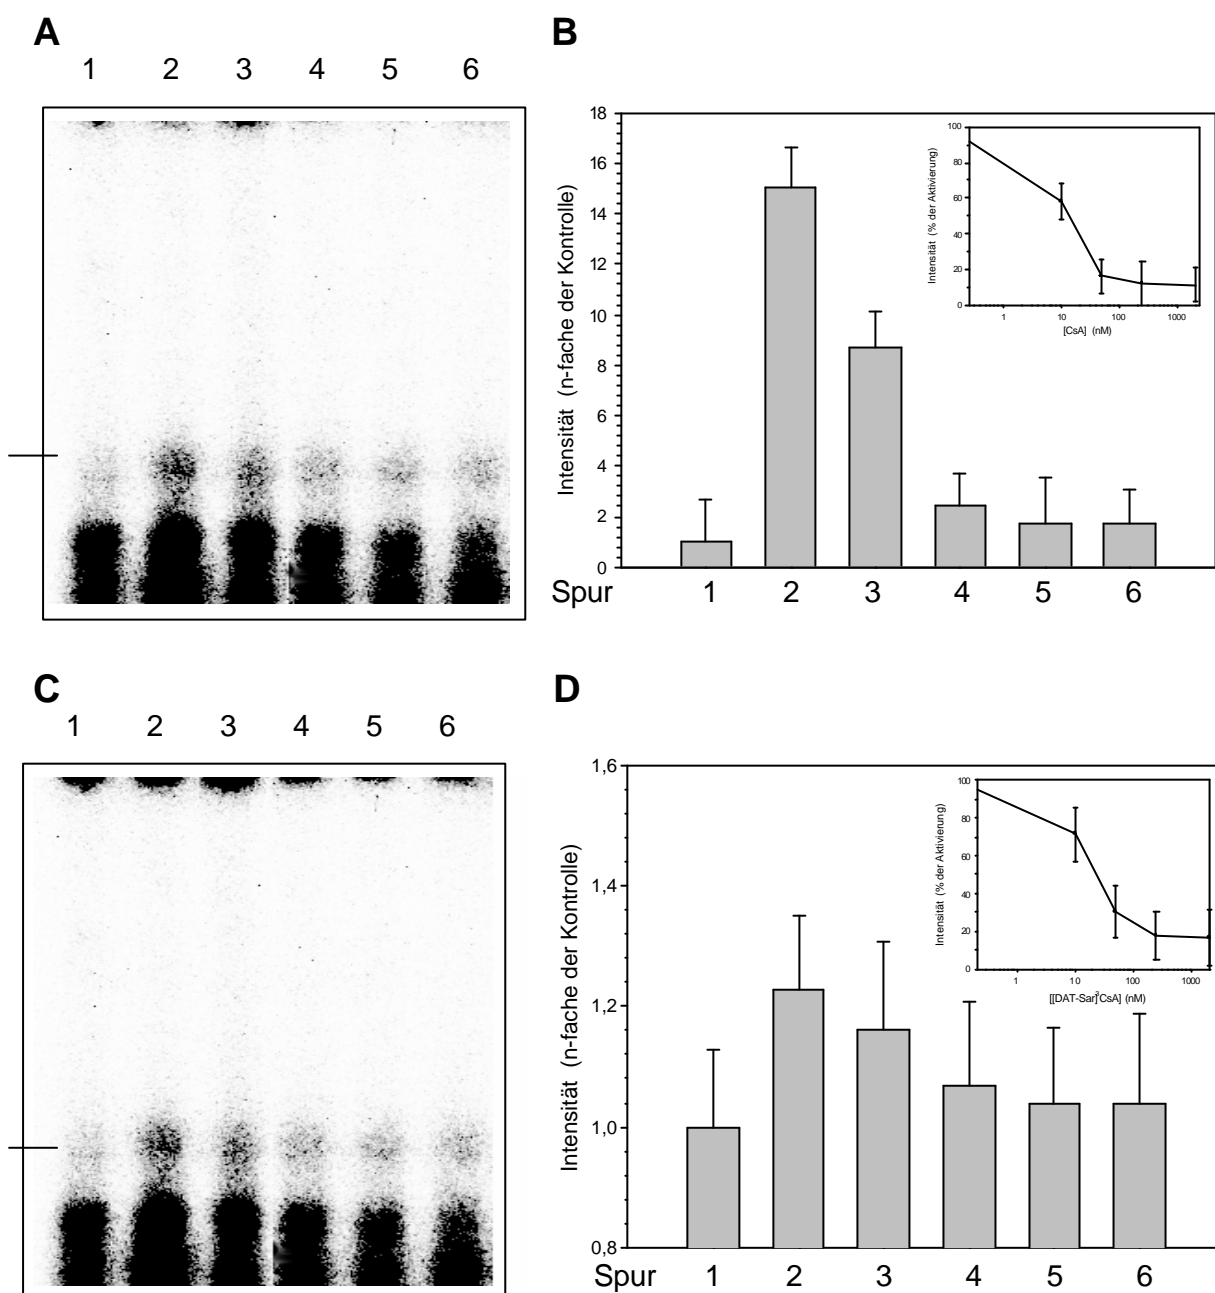 A
1 2 3 4 5 6
B
Intensität (n-fache der Kontrolle)
18
16
14
12
10
8
6
4
2
0
Spur 1 2 3 4 5 6
Intensität (% der Aktivierung)
100
80
60
40
20
0
1 10 100 1000
[CsA] (nM)
C
1 2 3 4 5 6
D
Intensität (n-fache der Kontrolle)
1,6
1,4
1,2
1,0
0,8
Spur 1 2 3 4 5 6
Intensität (% der Aktivierung)
100
80
60
40
20
0
1 10 100 1000
[[DAT-Sar]³CsA] (nM)